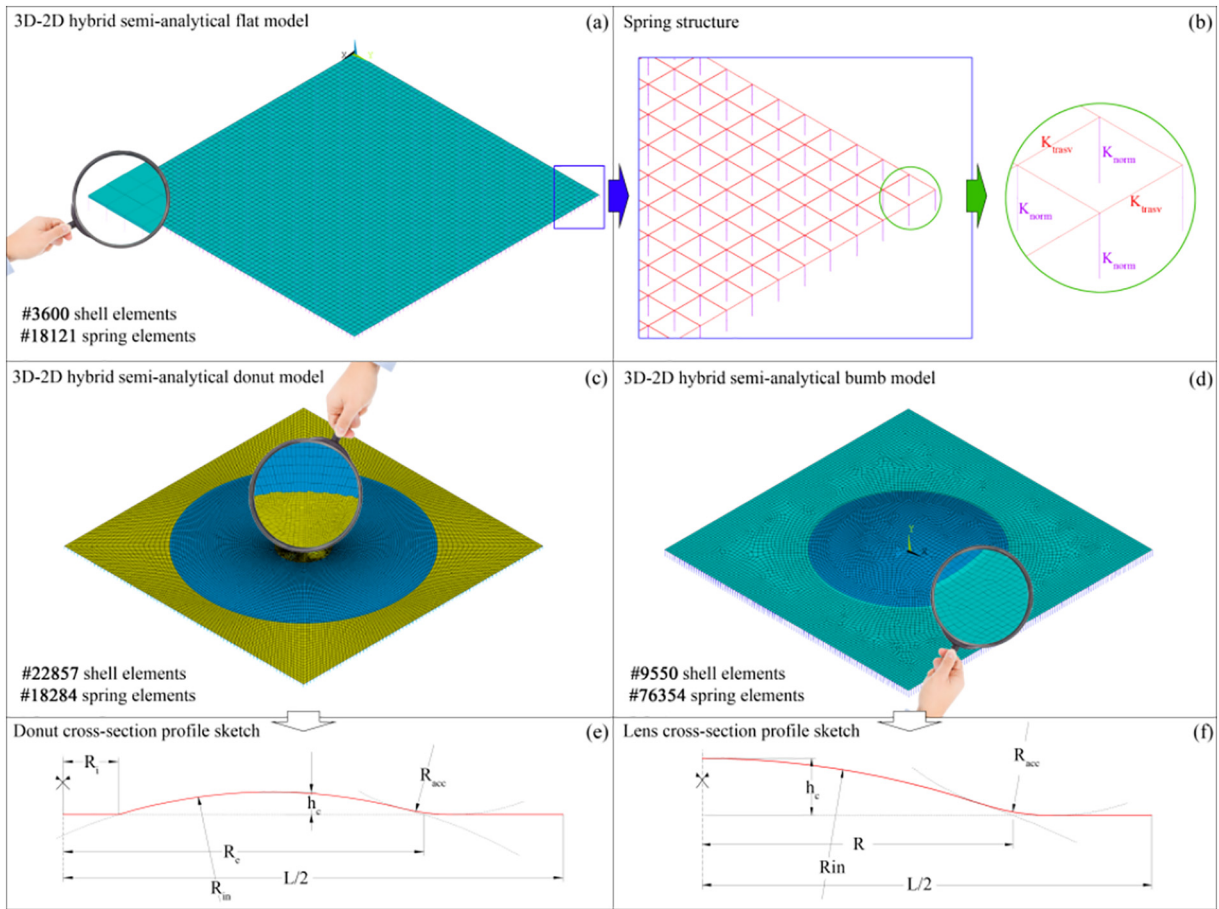 3D-2D hybrid semi-analytical flat model
(a)
X
Y
#3600 shell elements
#18121 spring elements
Spring structure
(b)
K_trasv
K_norm
K_norm
K_trasv
K_norm
3D-2D hybrid semi-analytical donut model
(c)
#22857 shell elements
#18284 spring elements
3D-2D hybrid semi-analytical bumb model
(d)
Y
X
#9550 shell elements
#76354 spring elements
Donut cross-section profile sketch
(e)
R_i
R_acc
h_c
R_e
R_in
L/2
Lens cross-section profile sketch
(f)
R_acc
h_c
R
Rin
L/2